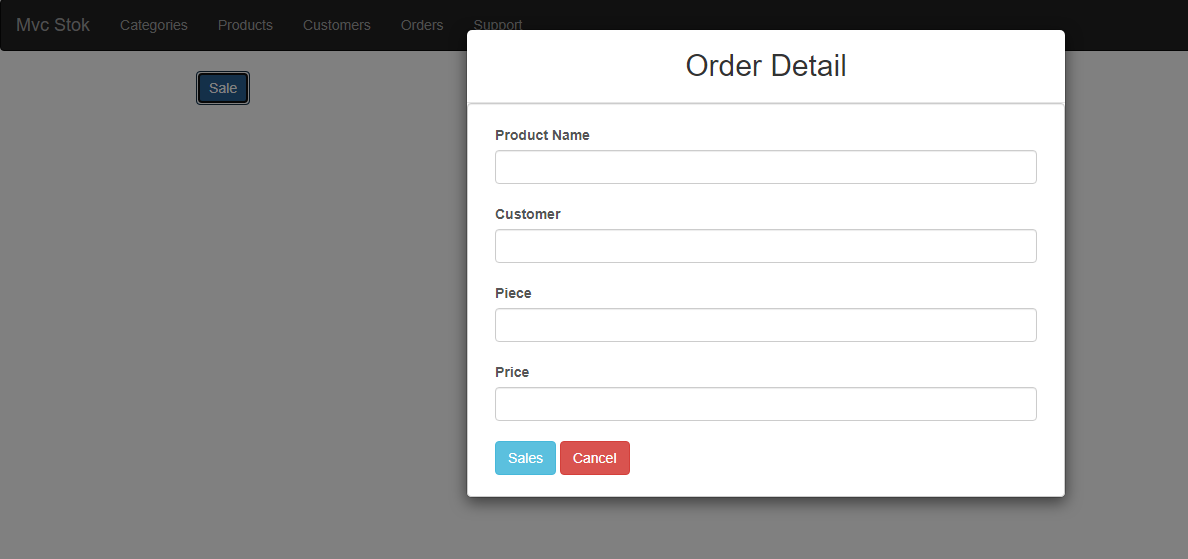 Mvc Stok Categories Products Customers Orders Support
Sale
Order Detail
Product Name
Customer
Piece
Price
Sales Cancel